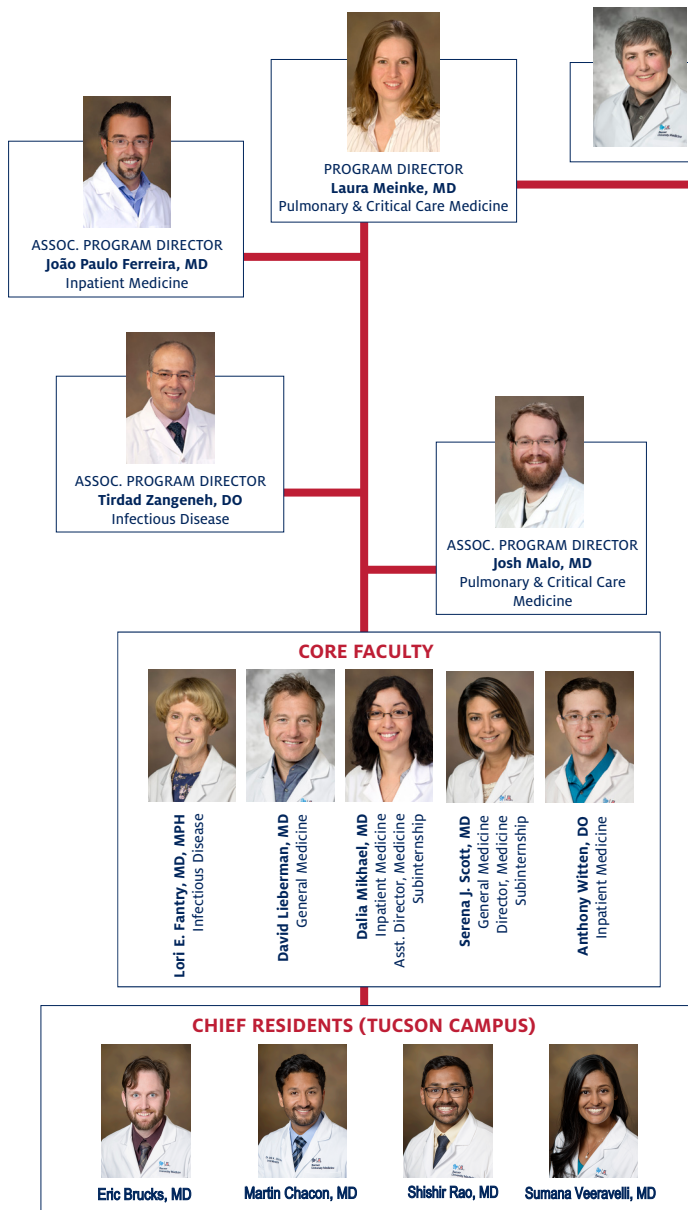 PROGRAM DIRECTOR
Laura Meinke, MD
Pulmonary & Critical Care Medicine
ASSOC. PROGRAM DIRECTOR
João Paulo Ferreira, MD
Inpatient Medicine
ASSOC. PROGRAM DIRECTOR
Tirdad Zangeneh, DO
Infectious Disease
ASSOC. PROGRAM DIRECTOR
Josh Malo, MD
Pulmonary & Critical Care
Medicine
CORE FACULTY
Lori E. Fantry, MD, MPH
Infectious Disease
David Lieberman, MD
General Medicine
Dalia Mikhael, MD
Inpatient Medicine
Asst. Director, Medicine
Subinternship
Serena J. Scott, MD
General Medicine
Director, Medicine
Subinternship
Anthony Witten, DO
Inpatient Medicine
CHIEF RESIDENTS (TUCSON CAMPUS)
Eric Brucks, MD
Martin Chacon, MD
Shishir Rao, MD
Sumana Veeravelli, MD